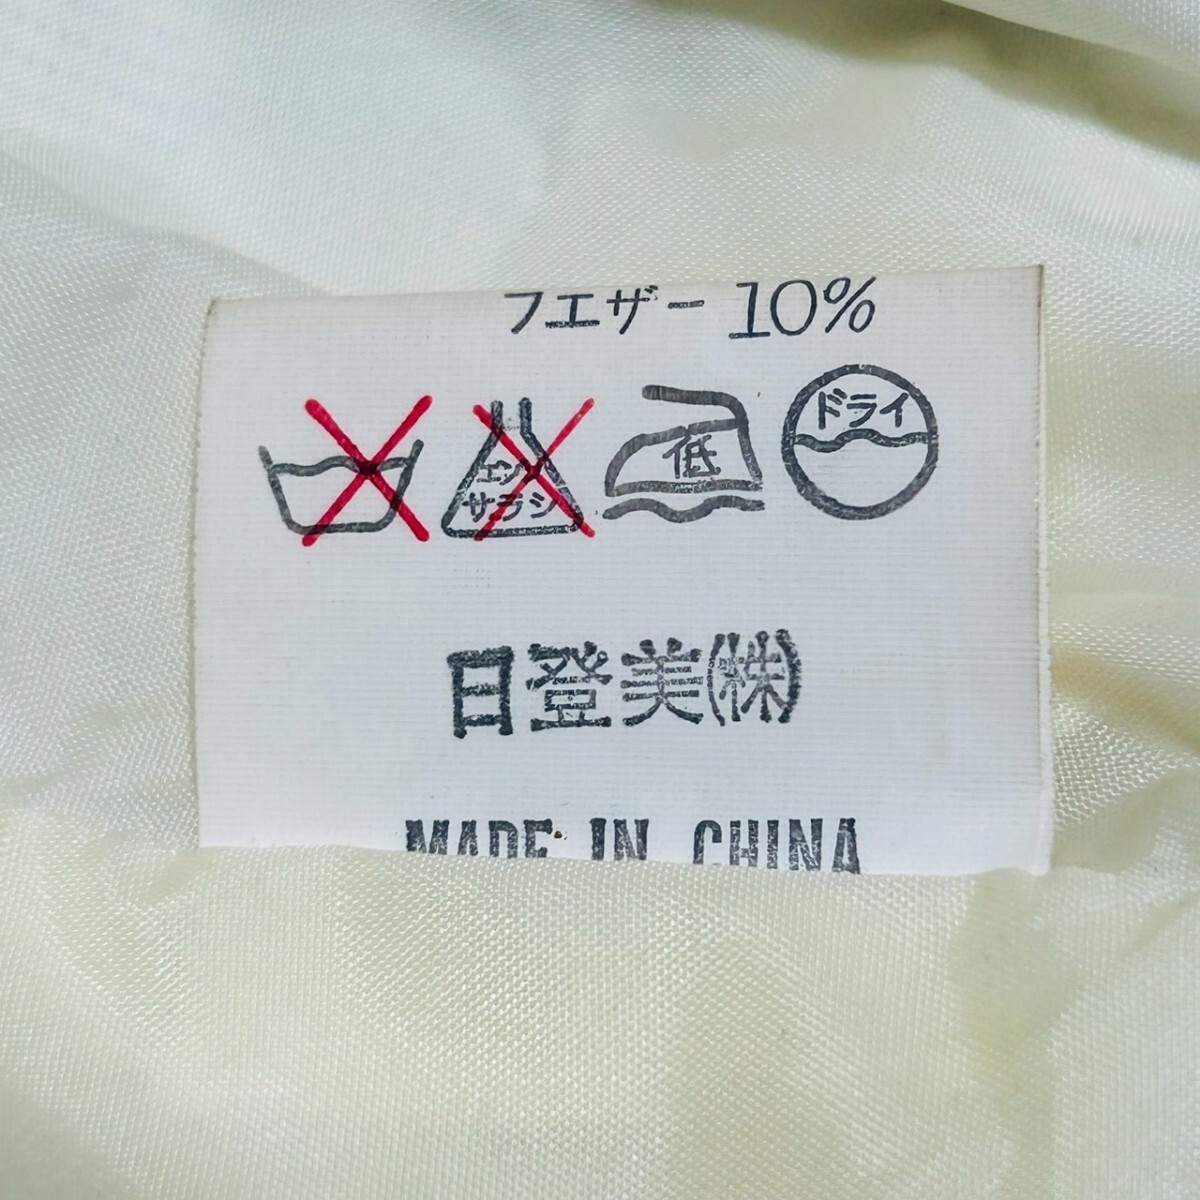 フエザー 10%
エンサラシ 低 ドライ
日登美(株)
MADE IN CHINA